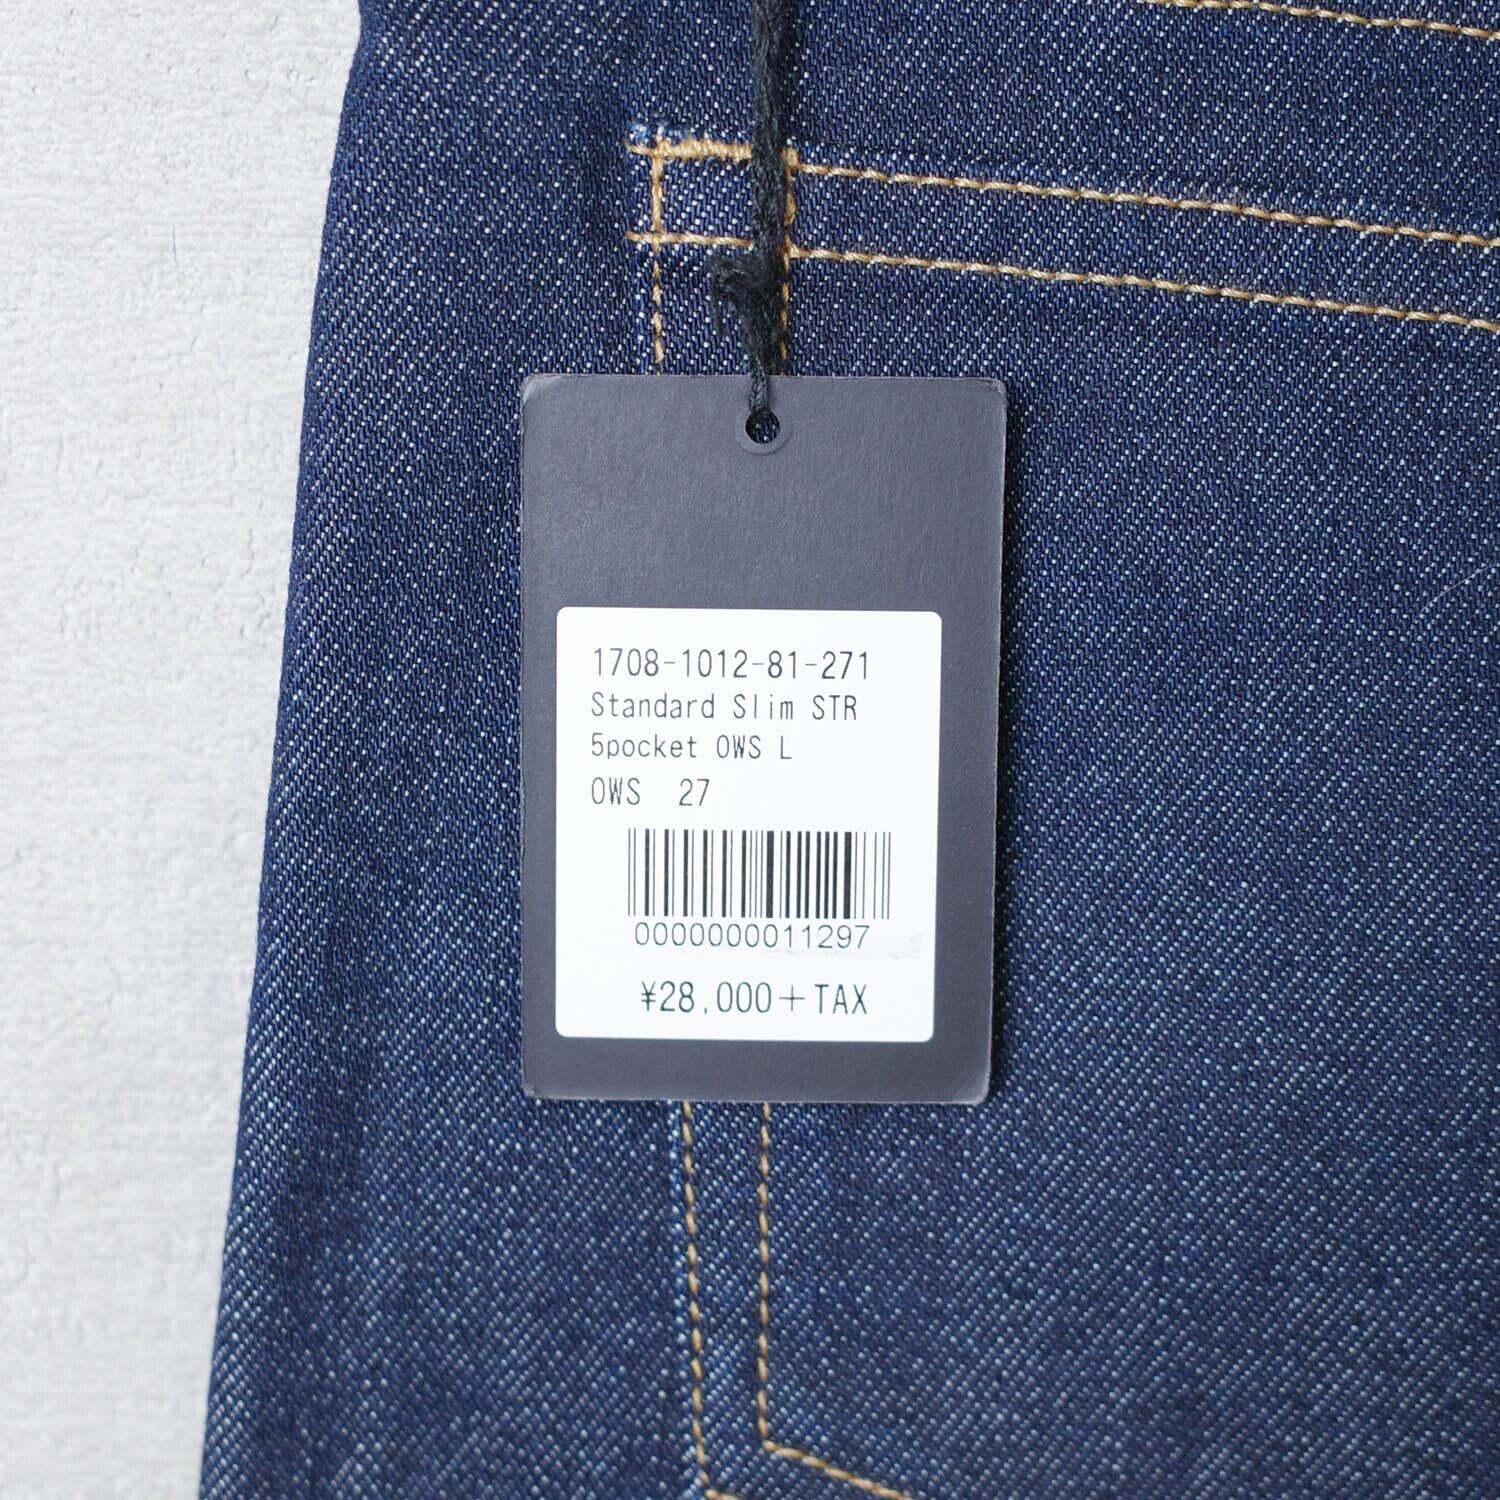 1708-1012-81-271
Standard Slim STR
5pocket OWS L
OWS 27
0000000011297
¥28,000+TAX